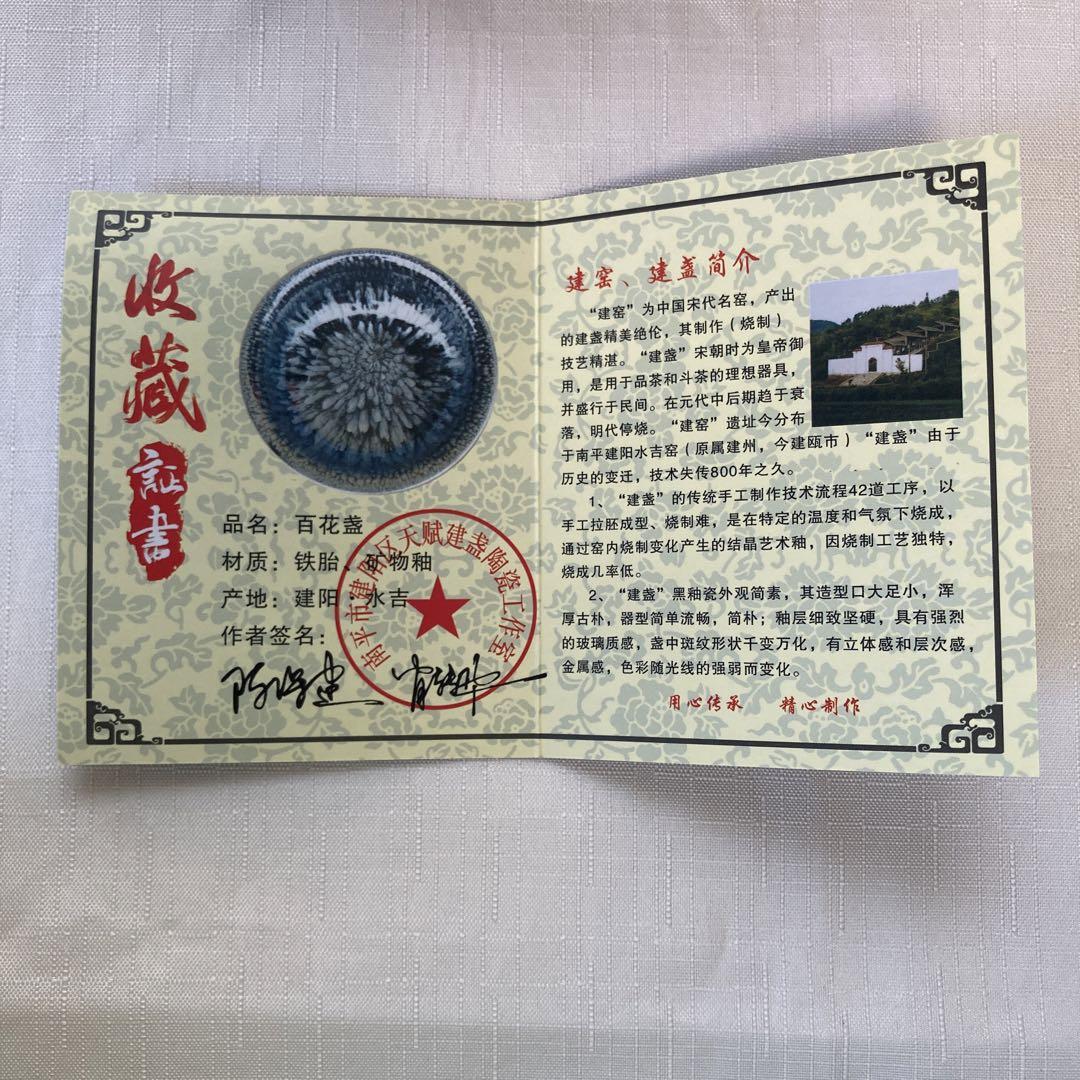 收藏
証書
品名：百花盏
材质：铁胎、矿物釉
产地：建阳·水吉
作者签名：
南平市建阳区天赋建盏陶瓷工作室
建窑、建盏简介
“建窑”为中国宋代名窑，产出
的建盏精美绝伦，其制作（烧制）
技艺精湛。“建盏”宋朝时为皇帝御
用，是用于品茶和斗茶的理想器具，
并盛行于民间。在元代中后期趋于衰
落，明代停烧。“建窑”遗址今分布
于南平建阳水吉窑（原属建州，今建瓯市）“建盏”由于
历史的变迁，技术失传800年之久。
1、“建盏”的传统手工制作技术流程42道工序，以
手工拉胚成型、烧制难，是在特定的温度和气氛下烧成，
通过窑内烧制变化产生的结晶艺术釉，因烧制工艺独特，
烧成几率低。
2、“建盏”黑釉瓷外观简素，其造型口大足小，浑
厚古朴，器型简单流畅，简朴；釉层细致坚硬，具有强烈
的玻璃质感，盏中斑纹形状千变万化，有立体感和层次感，
金属感，色彩随光线的强弱而变化。
用心传承 精心制作